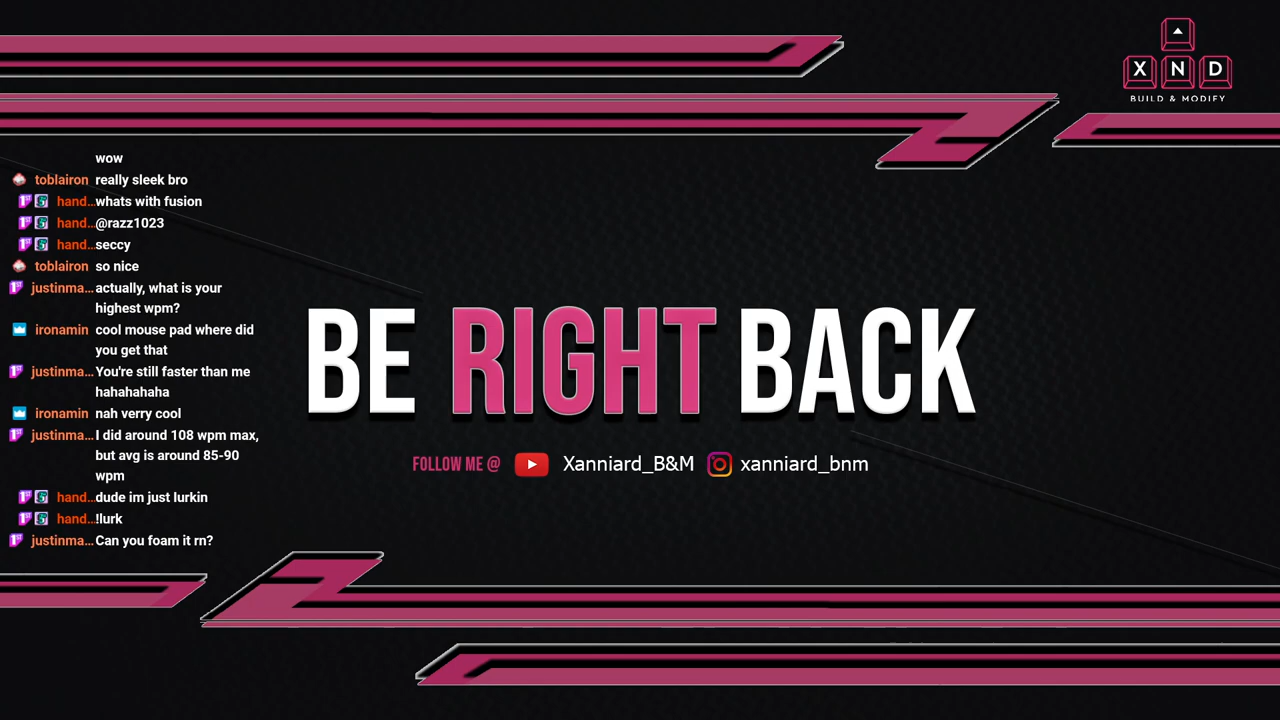 X N D
BUILD & MODIFY
wow
toblairon really sleek bro
hand... whats with fusion
hand... @razz1023
hand... seccy
toblairon so nice
justinma... actually, what is your
highest wpm?
ironamin cool mouse pad where did
you get that
justinma... You're still faster than me
hahahahaha
ironamin nah verry cool
justinma... I did around 108 wpm max,
but avg is around 85-90
wpm
hand... dude im just lurkin
hand... !lurk
justinma... Can you foam it rn?
BE RIGHT BACK
FOLLOW ME @ Xanniard_B&M xanniard_bnm